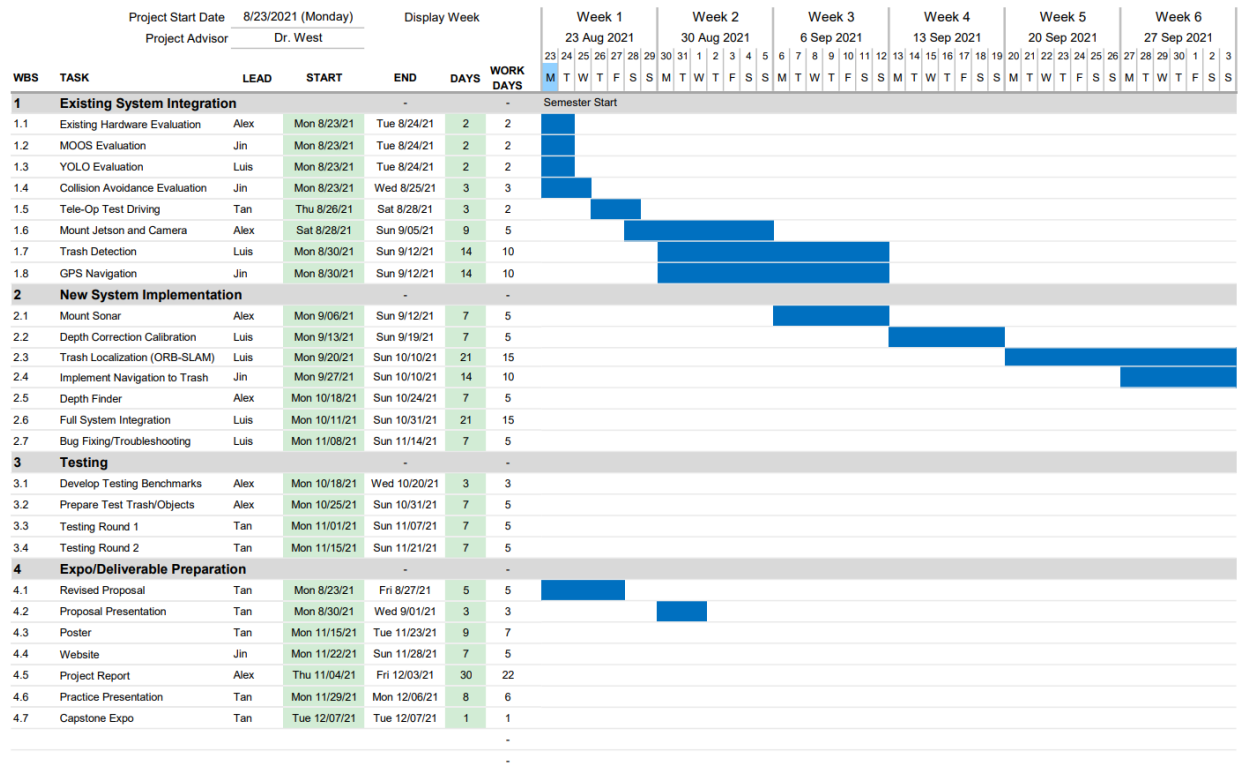 Project Start Date 8/23/2021 (Monday) Display Week Week 1 Week 2 Week 3 Week 4 Week 5 Week 6
Project Advisor Dr. West 23 Aug 2021 30 Aug 2021 6 Sep 2021 13 Sep 2021 20 Sep 2021 27 Sep 2021
23 24 25 26 27 28 29 30 31 1 2 3 4 5 6 7 8 9 10 11 12 13 14 15 16 17 18 19 20 21 22 23 24 25 26 27 28 29 30 1 2 3
WBS TASK LEAD START END DAYS WORK DAYS M T W T F S S M T W T F S S M T W T F S S M T W T F S S M T W T F S S M T W T F S S
1 Existing System Integration - - Semester Start
1.1 Existing Hardware Evaluation Alex Mon 8/23/21 Tue 8/24/21 2 2
1.2 MOOS Evaluation Jin Mon 8/23/21 Tue 8/24/21 2 2
1.3 YOLO Evaluation Luis Mon 8/23/21 Tue 8/24/21 2 2
1.4 Collision Avoidance Evaluation Jin Mon 8/23/21 Wed 8/25/21 3 3
1.5 Tele-Op Test Driving Tan Thu 8/26/21 Sat 8/28/21 3 2
1.6 Mount Jetson and Camera Alex Sat 8/28/21 Sun 9/05/21 9 5
1.7 Trash Detection Luis Mon 8/30/21 Sun 9/12/21 14 10
1.8 GPS Navigation Jin Mon 8/30/21 Sun 9/12/21 14 10
2 New System Implementation - -
2.1 Mount Sonar Alex Mon 9/06/21 Sun 9/12/21 7 5
2.2 Depth Correction Calibration Luis Mon 9/13/21 Sun 9/19/21 7 5
2.3 Trash Localization (ORB-SLAM) Luis Mon 9/20/21 Sun 10/10/21 21 15
2.4 Implement Navigation to Trash Jin Mon 9/27/21 Sun 10/10/21 14 10
2.5 Depth Finder Alex Mon 10/18/21 Sun 10/24/21 7 5
2.6 Full System Integration Luis Mon 10/11/21 Sun 10/31/21 21 15
2.7 Bug Fixing/Troubleshooting Luis Mon 11/08/21 Sun 11/14/21 7 5
3 Testing - -
3.1 Develop Testing Benchmarks Alex Mon 10/18/21 Wed 10/20/21 3 3
3.2 Prepare Test Trash/Objects Alex Mon 10/25/21 Sun 10/31/21 7 5
3.3 Testing Round 1 Tan Mon 11/01/21 Sun 11/07/21 7 5
3.4 Testing Round 2 Tan Mon 11/15/21 Sun 11/21/21 7 5
4 Expo/Deliverable Preparation - -
4.1 Revised Proposal Tan Mon 8/23/21 Fri 8/27/21 5 5
4.2 Proposal Presentation Tan Mon 8/30/21 Wed 9/01/21 3 3
4.3 Poster Tan Mon 11/15/21 Tue 11/23/21 9 7
4.4 Website Jin Mon 11/22/21 Sun 11/28/21 7 5
4.5 Project Report Alex Thu 11/04/21 Fri 12/03/21 30 22
4.6 Practice Presentation Tan Mon 11/29/21 Mon 12/06/21 8 6
4.7 Capstone Expo Tan Tue 12/07/21 Tue 12/07/21 1 1
-
-